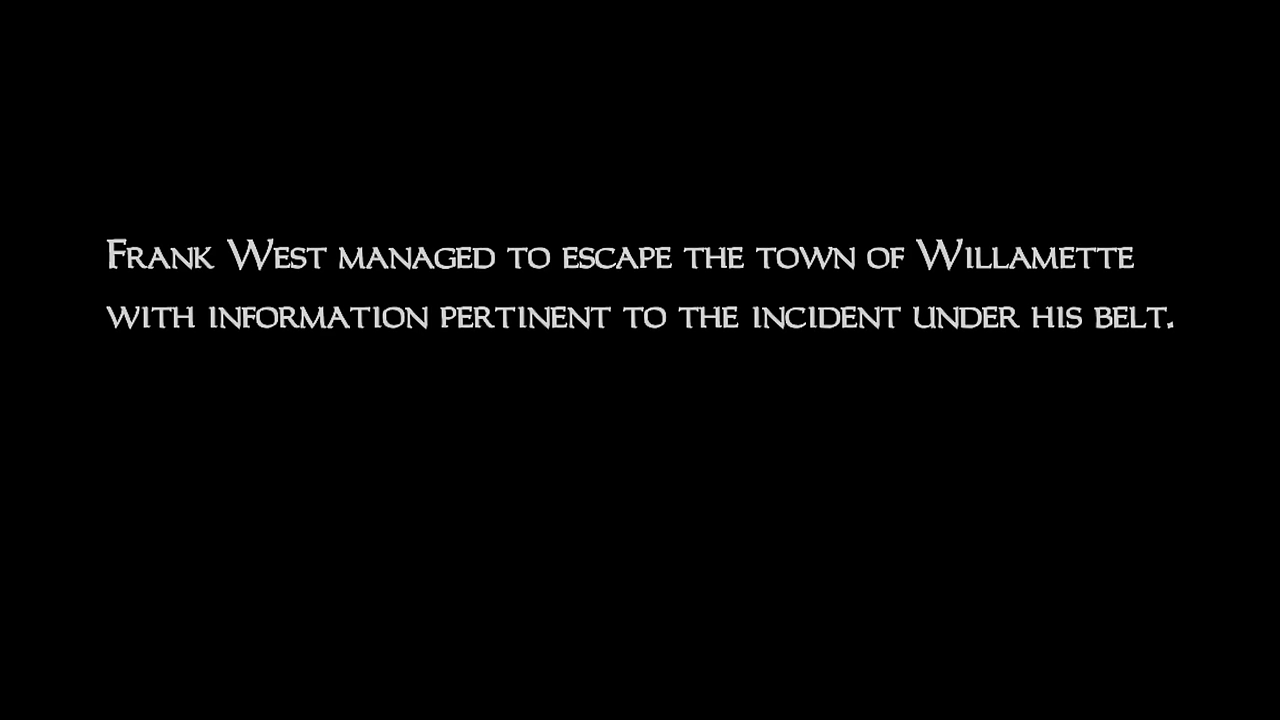 Frank West managed to escape the town of Willamette
with information pertinent to the incident under his belt.